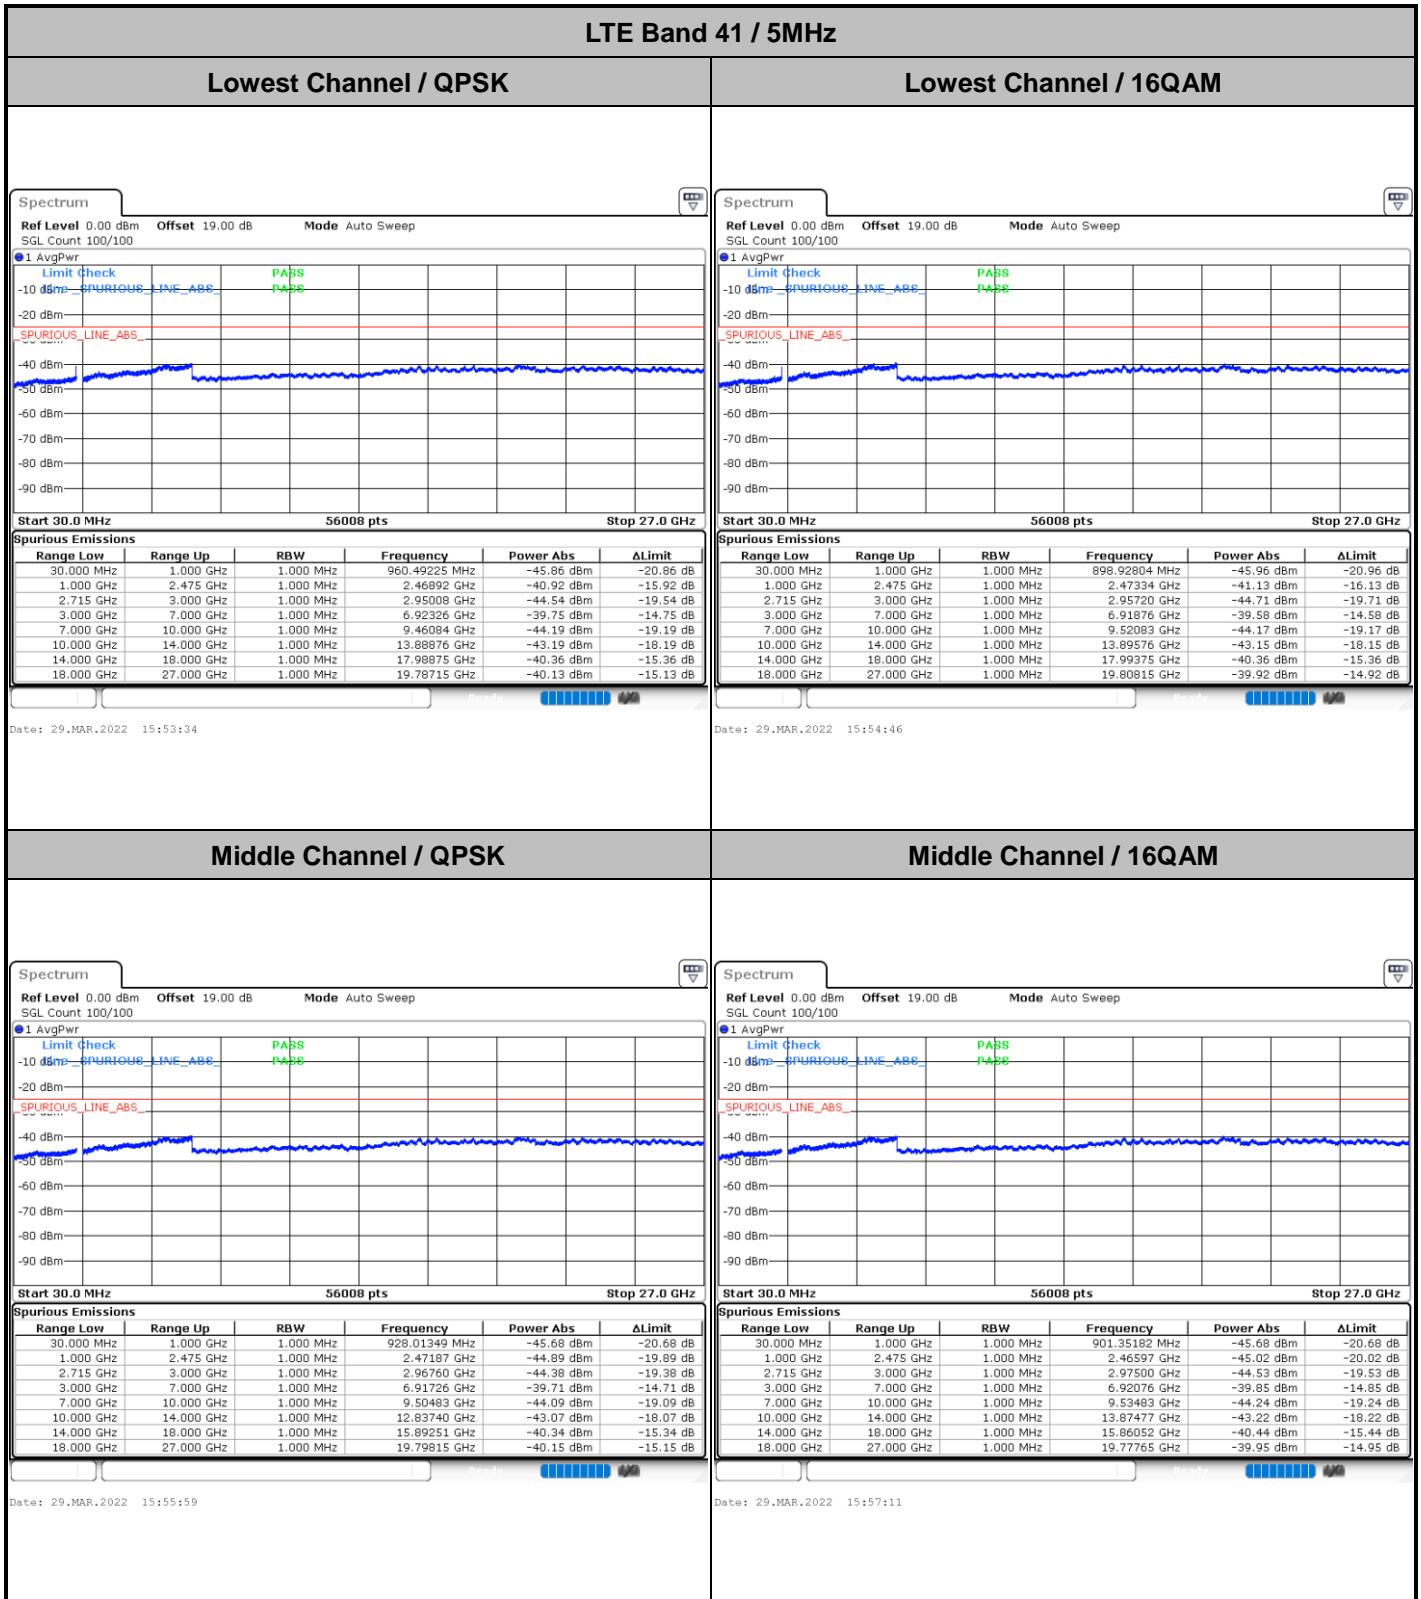 LTE Band 41 / 5MHz
Lowest Channel / QPSK
Lowest Channel / 16QAM
Spectrum
Ref Level 0.00 dBm Offset 19.00 dB Mode Auto Sweep
SGL Count 100/100
1 AvgPwr
Limit Check PASS
-10 dBm Line _SPURIOUS_LINE_ABS_ PASS
-20 dBm
_SPURIOUS_LINE_ABS_
-40 dBm
-50 dBm
-60 dBm
-70 dBm
-80 dBm
-90 dBm
Start 30.0 MHz 56008 pts Stop 27.0 GHz
Spurious Emissions
Range Low Range Up RBW Frequency Power Abs ΔLimit
30.000 MHz 1.000 GHz 1.000 MHz 960.49225 MHz -45.86 dBm -20.86 dB
1.000 GHz 2.475 GHz 1.000 MHz 2.46892 GHz -40.92 dBm -15.92 dB
2.715 GHz 3.000 GHz 1.000 MHz 2.95008 GHz -44.54 dBm -19.54 dB
3.000 GHz 7.000 GHz 1.000 MHz 6.92326 GHz -39.75 dBm -14.75 dB
7.000 GHz 10.000 GHz 1.000 MHz 9.46084 GHz -44.19 dBm -19.19 dB
10.000 GHz 14.000 GHz 1.000 MHz 13.88876 GHz -43.19 dBm -18.19 dB
14.000 GHz 18.000 GHz 1.000 MHz 17.98875 GHz -40.36 dBm -15.36 dB
18.000 GHz 27.000 GHz 1.000 MHz 19.78715 GHz -40.13 dBm -15.13 dB
Date: 29.MAR.2022 15:53:34
Spectrum
Ref Level 0.00 dBm Offset 19.00 dB Mode Auto Sweep
SGL Count 100/100
1 AvgPwr
Limit Check PASS
-10 dBm Line _SPURIOUS_LINE_ABS_ PASS
-20 dBm
_SPURIOUS_LINE_ABS_
-40 dBm
-50 dBm
-60 dBm
-70 dBm
-80 dBm
-90 dBm
Start 30.0 MHz 56008 pts Stop 27.0 GHz
Spurious Emissions
Range Low Range Up RBW Frequency Power Abs ΔLimit
30.000 MHz 1.000 GHz 1.000 MHz 898.92804 MHz -45.96 dBm -20.96 dB
1.000 GHz 2.475 GHz 1.000 MHz 2.47334 GHz -41.13 dBm -16.13 dB
2.715 GHz 3.000 GHz 1.000 MHz 2.95720 GHz -44.71 dBm -19.71 dB
3.000 GHz 7.000 GHz 1.000 MHz 6.91876 GHz -39.58 dBm -14.58 dB
7.000 GHz 10.000 GHz 1.000 MHz 9.52083 GHz -44.17 dBm -19.17 dB
10.000 GHz 14.000 GHz 1.000 MHz 13.89576 GHz -43.15 dBm -18.15 dB
14.000 GHz 18.000 GHz 1.000 MHz 17.99375 GHz -40.36 dBm -15.36 dB
18.000 GHz 27.000 GHz 1.000 MHz 19.80815 GHz -39.92 dBm -14.92 dB
Date: 29.MAR.2022 15:54:46
Middle Channel / QPSK
Middle Channel / 16QAM
Spectrum
Ref Level 0.00 dBm Offset 19.00 dB Mode Auto Sweep
SGL Count 100/100
1 AvgPwr
Limit Check PASS
-10 dBm Line _SPURIOUS_LINE_ABS_ PASS
-20 dBm
_SPURIOUS_LINE_ABS_
-40 dBm
-50 dBm
-60 dBm
-70 dBm
-80 dBm
-90 dBm
Start 30.0 MHz 56008 pts Stop 27.0 GHz
Spurious Emissions
Range Low Range Up RBW Frequency Power Abs ΔLimit
30.000 MHz 1.000 GHz 1.000 MHz 928.01349 MHz -45.68 dBm -20.68 dB
1.000 GHz 2.475 GHz 1.000 MHz 2.47187 GHz -44.89 dBm -19.89 dB
2.715 GHz 3.000 GHz 1.000 MHz 2.96760 GHz -44.38 dBm -19.38 dB
3.000 GHz 7.000 GHz 1.000 MHz 6.91726 GHz -39.71 dBm -14.71 dB
7.000 GHz 10.000 GHz 1.000 MHz 9.50483 GHz -44.09 dBm -19.09 dB
10.000 GHz 14.000 GHz 1.000 MHz 12.83740 GHz -43.07 dBm -18.07 dB
14.000 GHz 18.000 GHz 1.000 MHz 15.89251 GHz -40.34 dBm -15.34 dB
18.000 GHz 27.000 GHz 1.000 MHz 19.79815 GHz -40.15 dBm -15.15 dB
Date: 29.MAR.2022 15:55:59
Spectrum
Ref Level 0.00 dBm Offset 19.00 dB Mode Auto Sweep
SGL Count 100/100
1 AvgPwr
Limit Check PASS
-10 dBm Line _SPURIOUS_LINE_ABS_ PASS
-20 dBm
_SPURIOUS_LINE_ABS_
-40 dBm
-50 dBm
-60 dBm
-70 dBm
-80 dBm
-90 dBm
Start 30.0 MHz 56008 pts Stop 27.0 GHz
Spurious Emissions
Range Low Range Up RBW Frequency Power Abs ΔLimit
30.000 MHz 1.000 GHz 1.000 MHz 901.35182 MHz -45.68 dBm -20.68 dB
1.000 GHz 2.475 GHz 1.000 MHz 2.46597 GHz -45.02 dBm -20.02 dB
2.715 GHz 3.000 GHz 1.000 MHz 2.97500 GHz -44.53 dBm -19.53 dB
3.000 GHz 7.000 GHz 1.000 MHz 6.92076 GHz -39.85 dBm -14.85 dB
7.000 GHz 10.000 GHz 1.000 MHz 9.53483 GHz -44.24 dBm -19.24 dB
10.000 GHz 14.000 GHz 1.000 MHz 13.87477 GHz -43.22 dBm -18.22 dB
14.000 GHz 18.000 GHz 1.000 MHz 15.86052 GHz -40.44 dBm -15.44 dB
18.000 GHz 27.000 GHz 1.000 MHz 19.77765 GHz -39.95 dBm -14.95 dB
Date: 29.MAR.2022 15:57:11